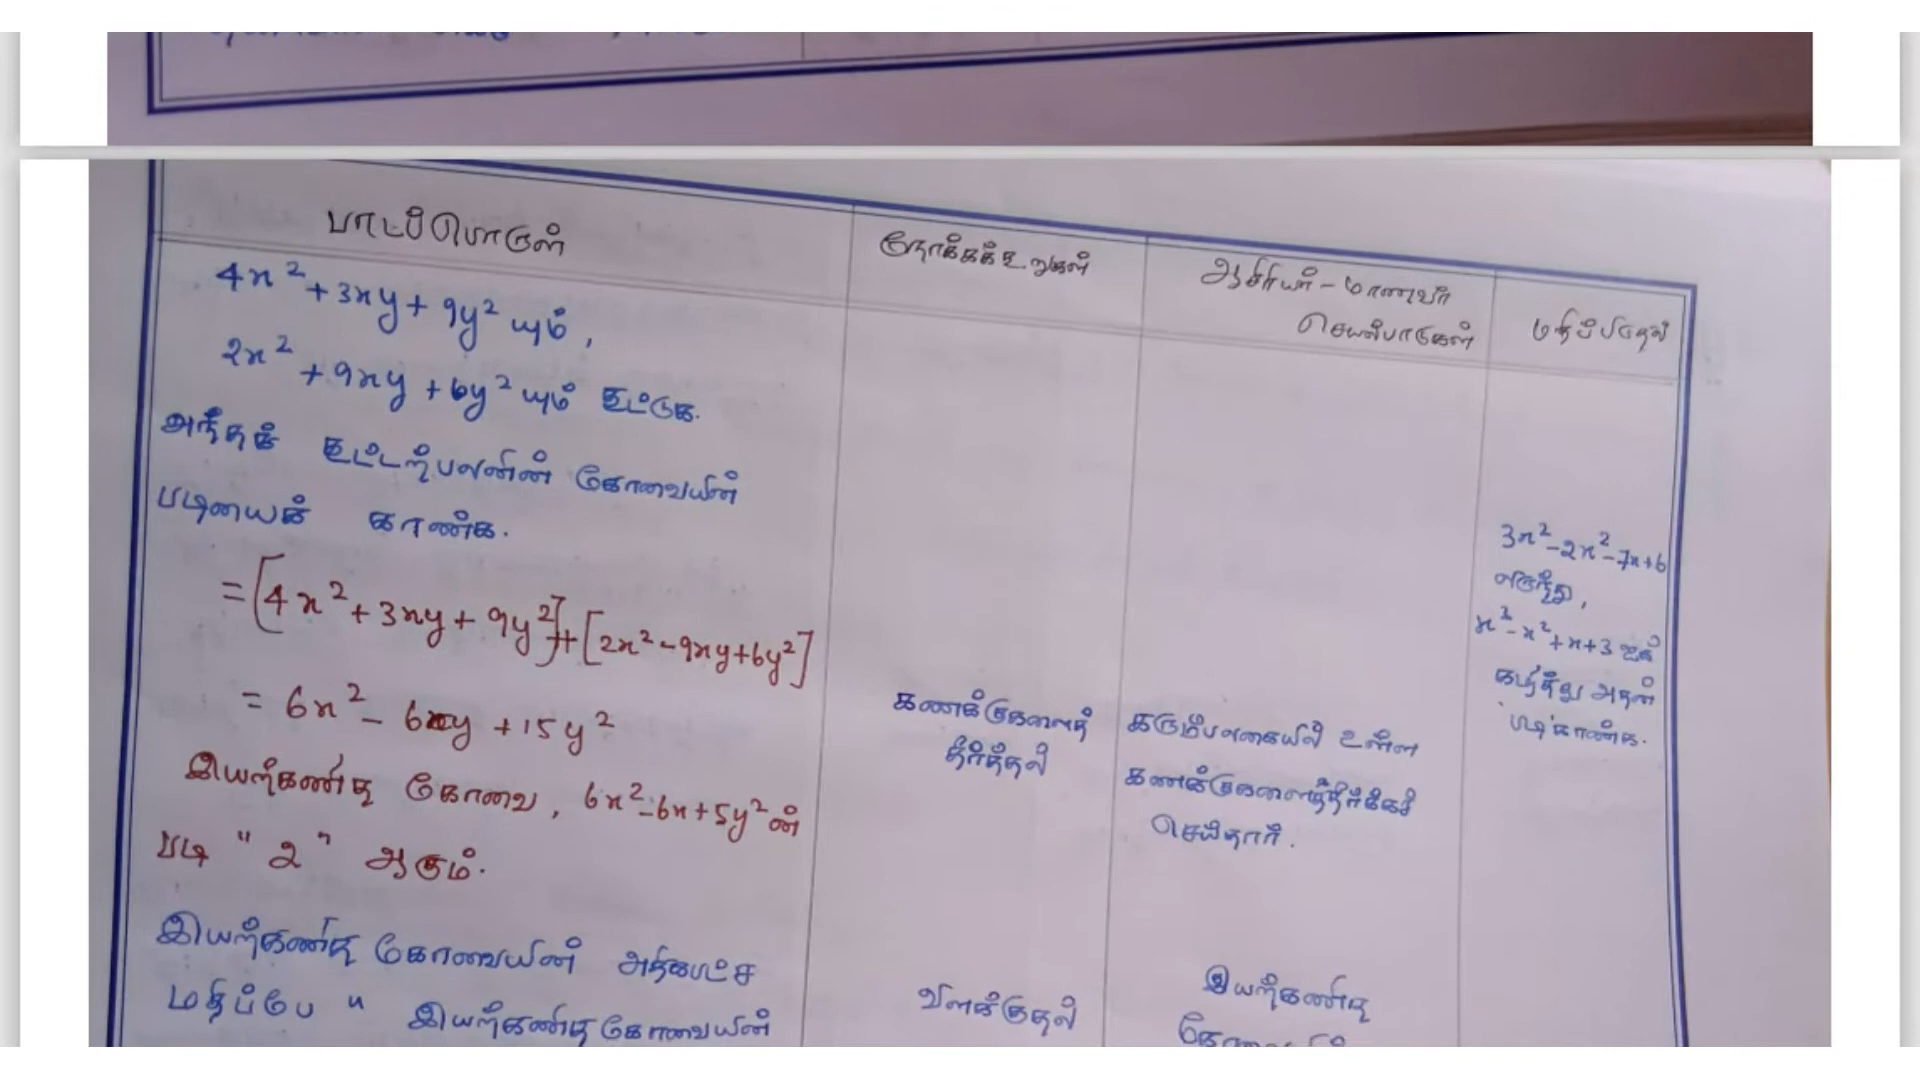 பாடப்பொருள்
நோக்கக்கூறுகள்
ஆசிரியர் - மாணவர்
செயல்பாடுகள்
மதிப்பிடுதல்
4x² + 3xy + 9y² யும்,
2x² + 9xy + 6y² யும் கூட்டுக.
அந்தக் கூட்டற்பலனின் கோவையின்
படியைக் காண்க.
= [4x² + 3xy + 9y²] + [2x² - 9xy + 6y²]
= 6x² - 6xy + 15y²
இயற்கணித கோவை, 6x² - 6x + 5y² ன்
படி "2" ஆகும்.
இயற்கணித கோவையின் அதிகபட்ச
மதிப்பே " இயற்கணித கோவையின்
கணக்குகளைத்
தீர்த்தல்
விளக்குதல்
கரும்பலகையில் உள்ள
கணக்குகளைத்தீர்க்கச்
செய்தார்.
இயற்கணித
3x² - 2x² - 7x + 6
லிருந்து,
x³ - x² + x + 3 ஐக்
கழித்து அதன்
படி காண்க.